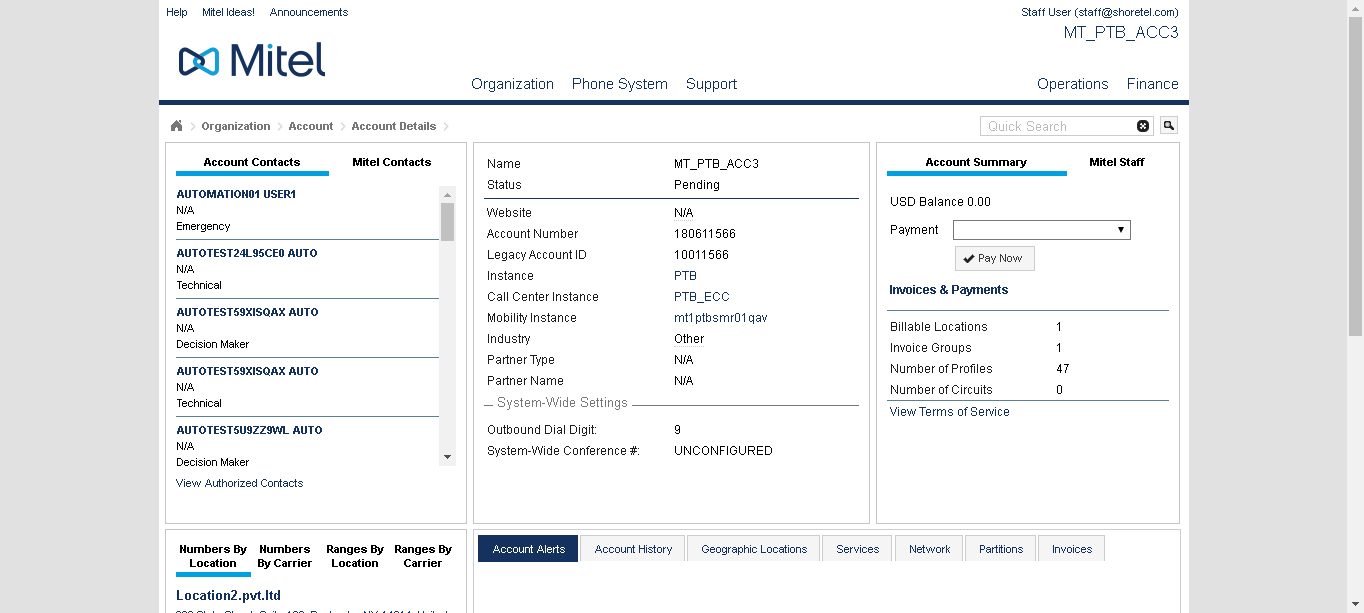 Help Mitel Ideas! Announcements Staff User (staff@shoretel.com)
MT_PTB_ACC3
Mitel
Organization Phone System Support Operations Finance
Organization Account Account Details Quick Search
Account Contacts Mitel Contacts
AUTOMATION01 USER1
N/A
Emergency
AUTOTEST24L95CE0 AUTO
N/A
Technical
AUTOTEST59XISQAX AUTO
N/A
Decision Maker
AUTOTEST59XISQAX AUTO
N/A
Technical
AUTOTEST5U9ZZ9WL AUTO
N/A
Decision Maker
View Authorized Contacts
Name MT_PTB_ACC3
Status Pending
Website N/A
Account Number 180611566
Legacy Account ID 10011566
Instance PTB
Call Center Instance PTB_ECC
Mobility Instance mt1ptbsmr01qav
Industry Other
Partner Type N/A
Partner Name N/A
System-Wide Settings
Outbound Dial Digit: 9
System-Wide Conference #: UNCONFIGURED
Account Summary Mitel Staff
USD Balance 0.00
Payment
Pay Now
Invoices & Payments
Billable Locations 1
Invoice Groups 1
Number of Profiles 47
Number of Circuits 0
View Terms of Service
Numbers By Location Numbers By Carrier Ranges By Location Ranges By Carrier
Location2.pvt.ltd
Account Alerts Account History Geographic Locations Services Network Partitions Invoices